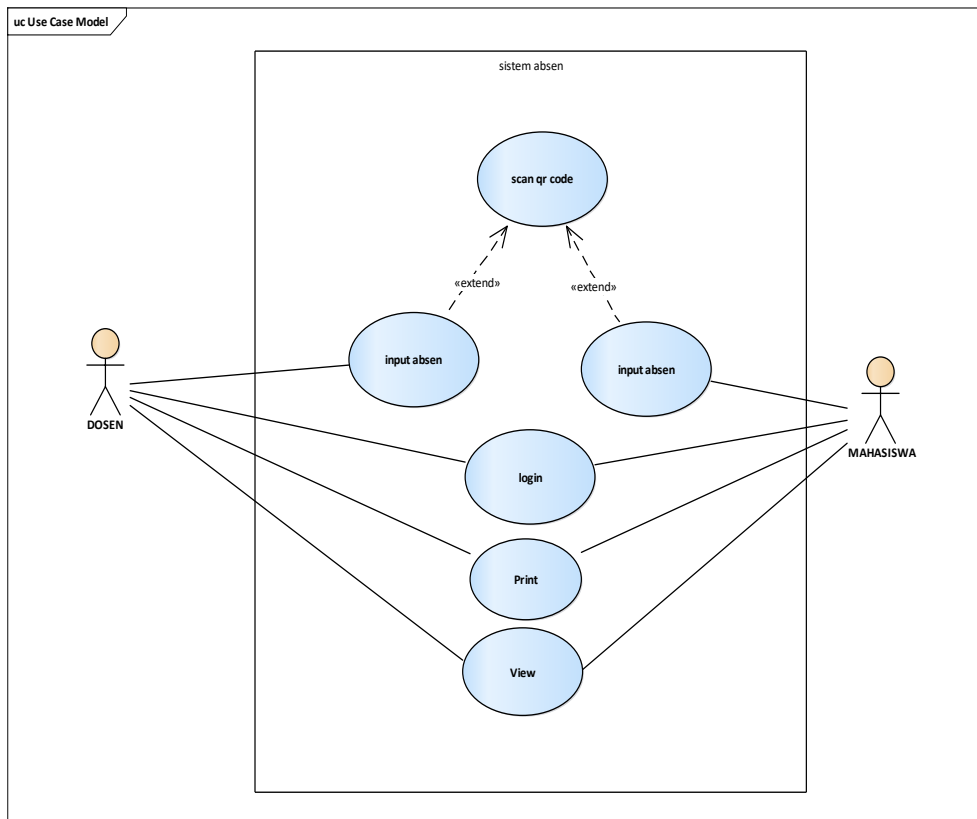 uc Use Case Model
sistem absen
scan qr code
«extend»
«extend»
input absen
input absen
DOSEN
MAHASISWA
login
Print
View